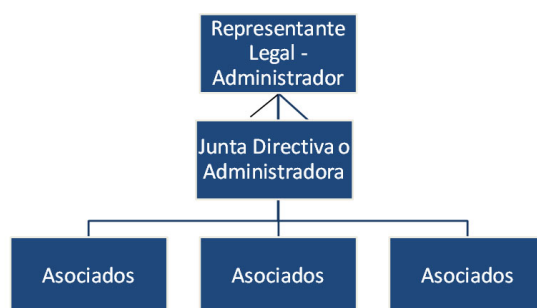 Representante
Legal -
Administrador
Junta Directiva o
Administradora
Asociados
Asociados
Asociados